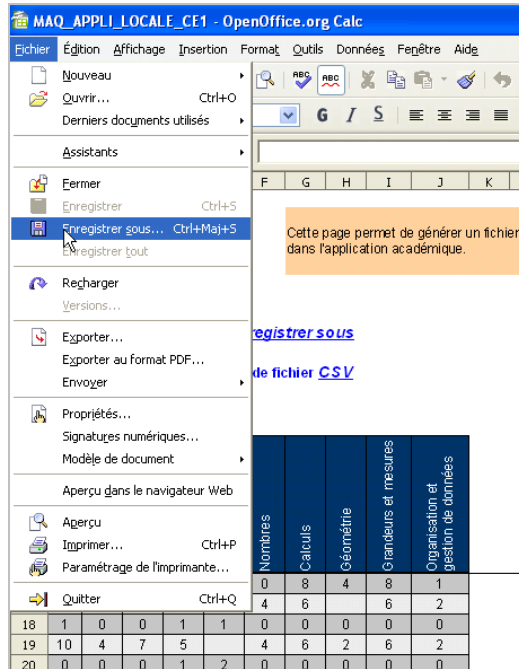 MAQ_APPLI_LOCALE_CE1 - OpenOffice.org Calc
Fichier Édition Affichage Insertion Format Outils Données Fenêtre Aide
Nouveau
Ouvrir... Ctrl+O
Derniers documents utilisés
Assistants
Fermer
Enregistrer Ctrl+S
Enregistrer sous... Ctrl+Maj+S
Enregistrer tout
Recharger
Versions...
Exporter...
Exporter au format PDF...
Envoyer
Propriétés...
Signatures numériques...
Modèle de document
Aperçu dans le navigateur Web
Aperçu
Imprimer... Ctrl+P
Paramétrage de l'imprimante...
Quitter Ctrl+Q
ABC ABC
G I S
F G H I J K
Cette page permet de générer un fichier
dans l'application académique.
egistrer sous
de fichier CSV
Nombres
Calculs
Géométrie
Grandeurs et mesures
Organisation et
gestion de données
0 8 4 8 1
4 6 6 2
18 1 0 0 1 1 0 0 0 0 0
19 10 4 7 5 4 6 2 6 2
20 0 0 0 1 2 0 0 0 0 0